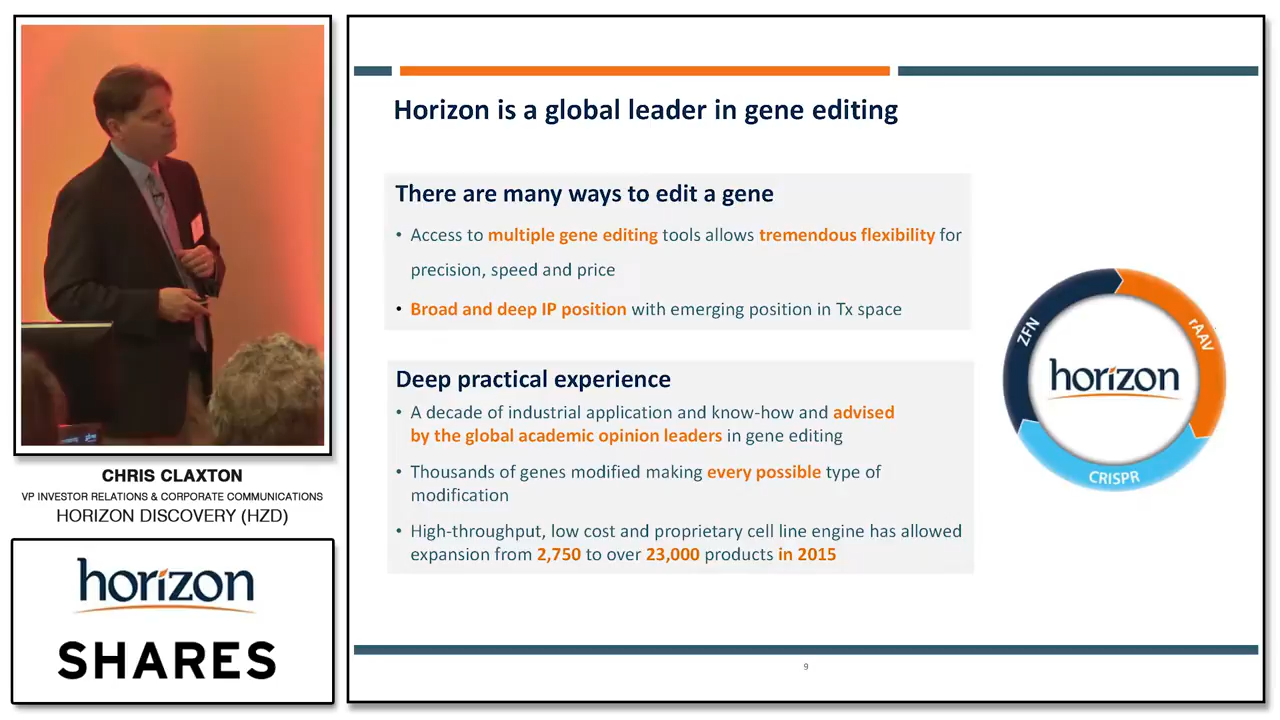 Horizon is a global leader in gene editing
There are many ways to edit a gene
• Access to multiple gene editing tools allows tremendous flexibility for
precision, speed and price
• Broad and deep IP position with emerging position in Tx space
Deep practical experience
• A decade of industrial application and know-how and advised
by the global academic opinion leaders in gene editing
• Thousands of genes modified making every possible type of
modification
• High-throughput, low cost and proprietary cell line engine has allowed
expansion from 2,750 to over 23,000 products in 2015
ZFN
rAAV
horizon
CRISPR
9
CHRIS CLAXTON
VP INVESTOR RELATIONS & CORPORATE COMMUNICATIONS
HORIZON DISCOVERY (HZD)
horizon
SHARES